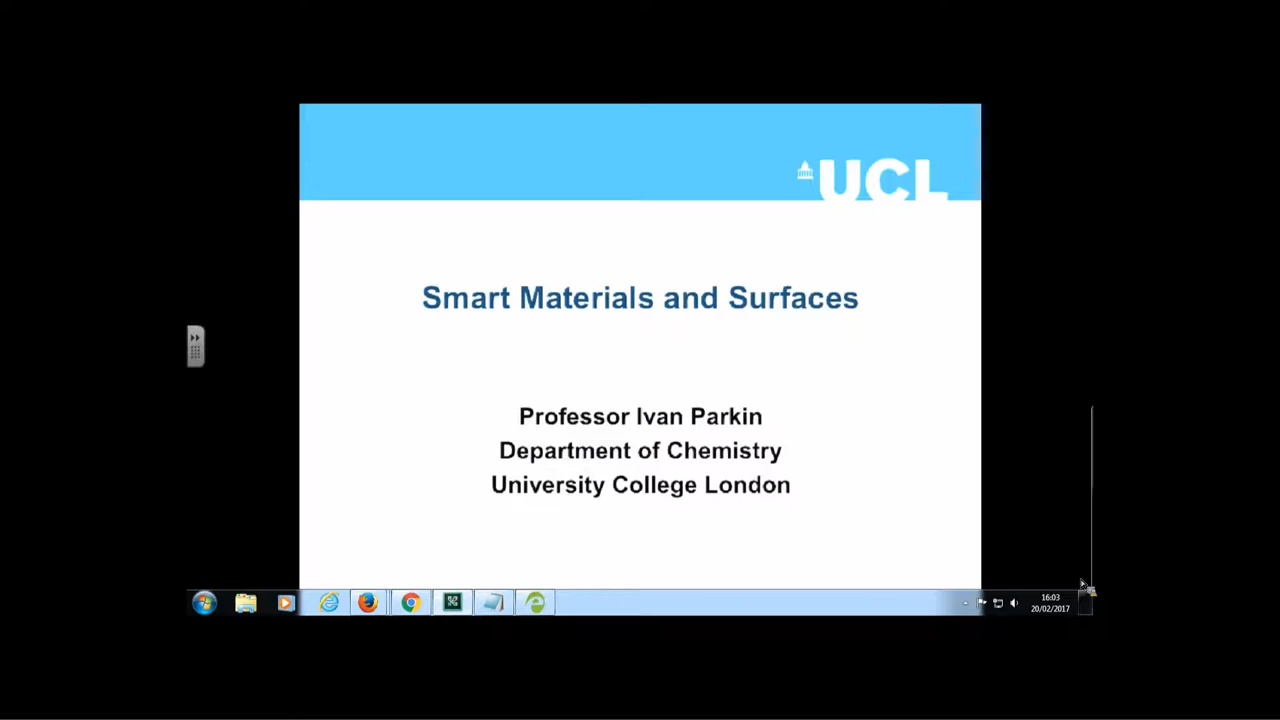 UCL
Smart Materials and Surfaces
Professor Ivan Parkin
Department of Chemistry
University College London
16:03
20/02/2017